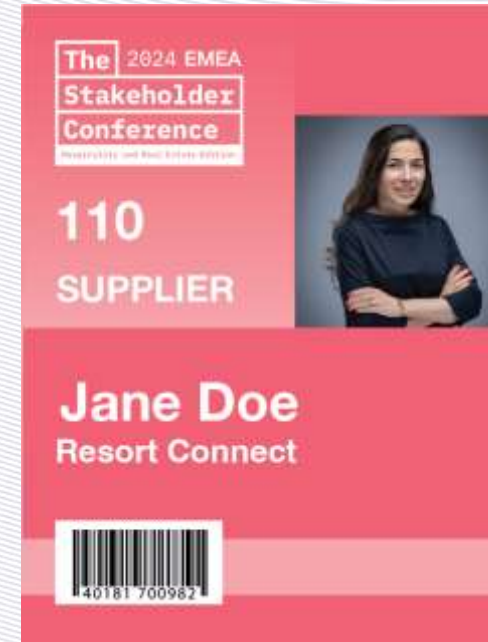 The 2024 EMEA
Stakeholder
Conference
Hospitality and Real Estate Edition
110
SUPPLIER
Jane Doe
Resort Connect
40181 700982